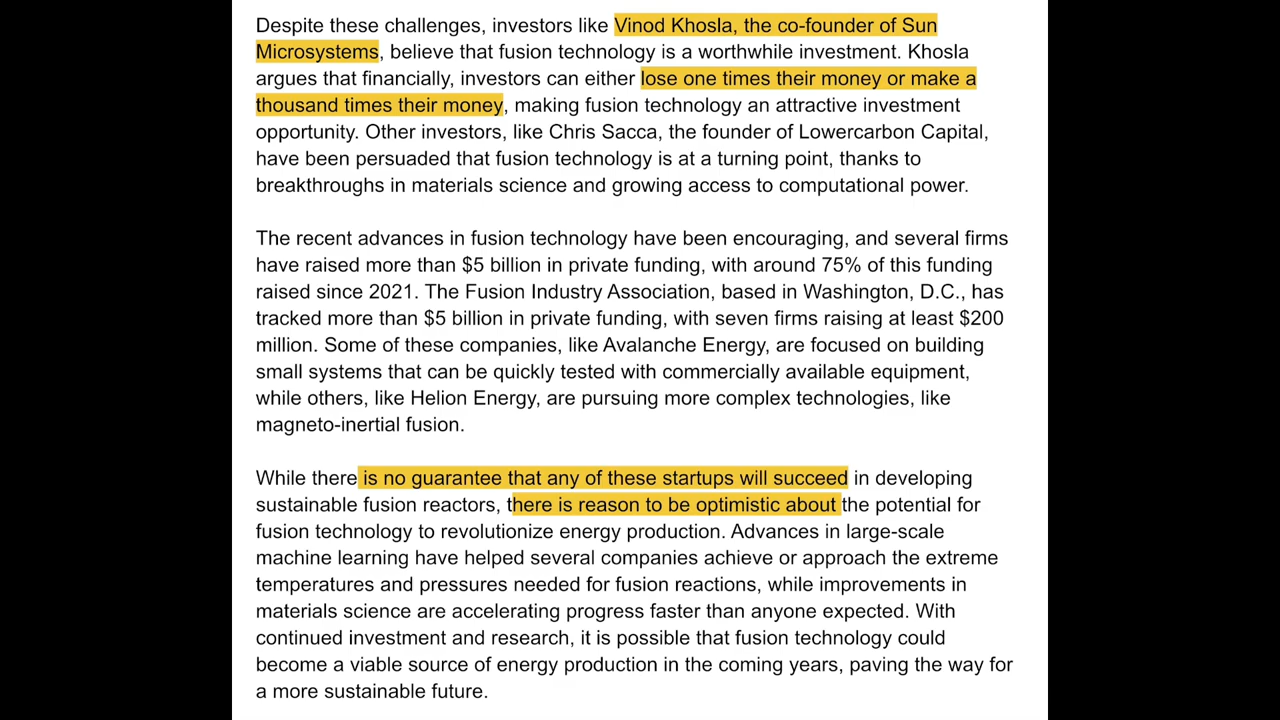 Despite these challenges, investors like Vinod Khosla, the co-founder of Sun
Microsystems, believe that fusion technology is a worthwhile investment. Khosla
argues that financially, investors can either lose one times their money or make a
thousand times their money, making fusion technology an attractive investment
opportunity. Other investors, like Chris Sacca, the founder of Lowercarbon Capital,
have been persuaded that fusion technology is at a turning point, thanks to
breakthroughs in materials science and growing access to computational power.
The recent advances in fusion technology have been encouraging, and several firms
have raised more than $5 billion in private funding, with around 75% of this funding
raised since 2021. The Fusion Industry Association, based in Washington, D.C., has
tracked more than $5 billion in private funding, with seven firms raising at least $200
million. Some of these companies, like Avalanche Energy, are focused on building
small systems that can be quickly tested with commercially available equipment,
while others, like Helion Energy, are pursuing more complex technologies, like
magneto-inertial fusion.
While there is no guarantee that any of these startups will succeed in developing
sustainable fusion reactors, there is reason to be optimistic about the potential for
fusion technology to revolutionize energy production. Advances in large-scale
machine learning have helped several companies achieve or approach the extreme
temperatures and pressures needed for fusion reactions, while improvements in
materials science are accelerating progress faster than anyone expected. With
continued investment and research, it is possible that fusion technology could
become a viable source of energy production in the coming years, paving the way for
a more sustainable future.